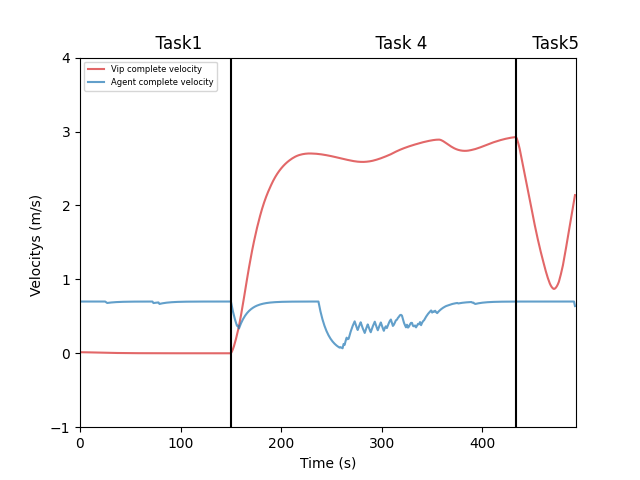 Task1 Task 4 Task5
Vip complete velocity
Agent complete velocity
Velocitys (m/s)
4
3
2
1
0
−1
0 100 200 300 400
Time (s)